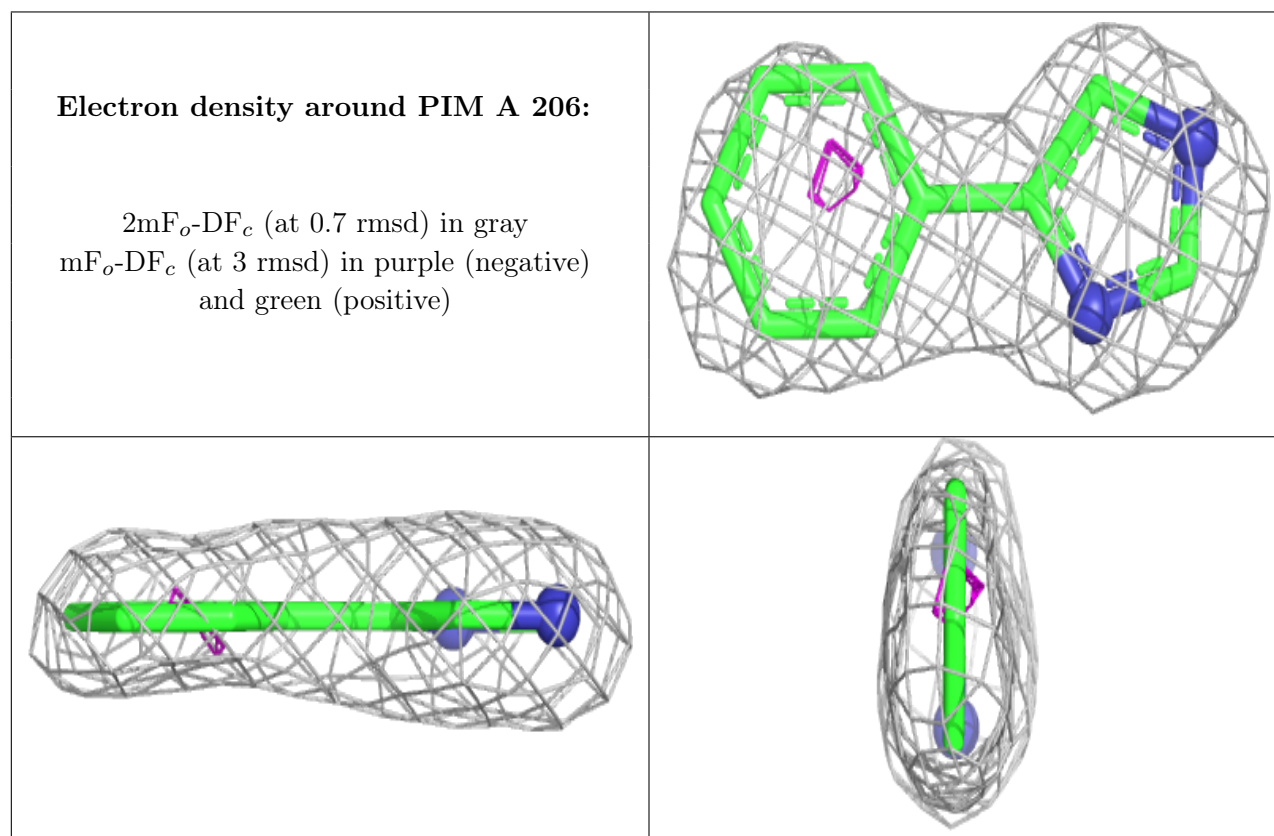 Electron density around PIM A 206:
2mFo-DFc (at 0.7 rmsd) in gray
mFo-DFc (at 3 rmsd) in purple (negative)
and green (positive)